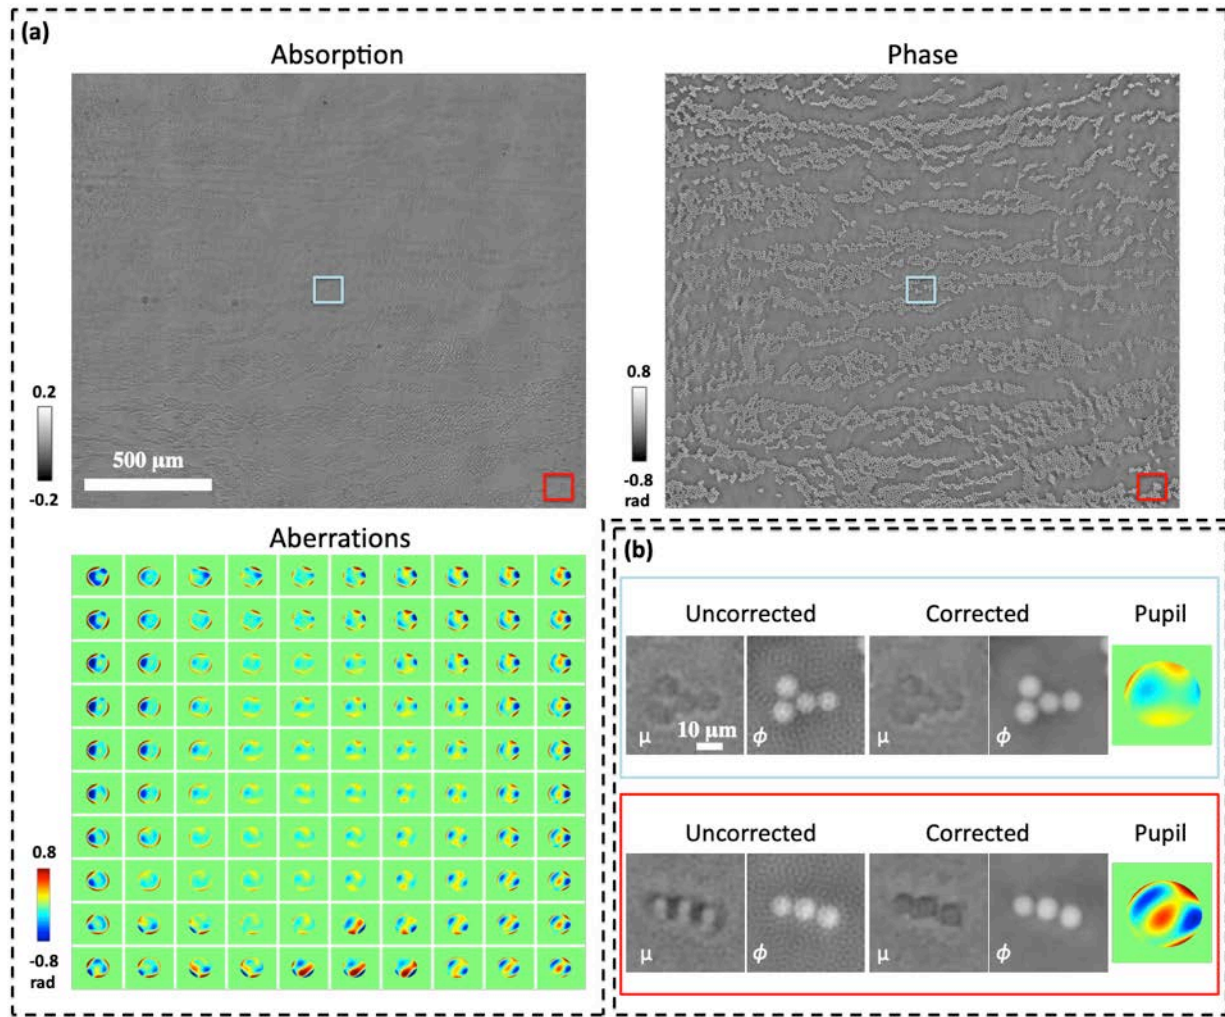 (a)
Absorption
Phase
0.2
-0.2
500 μm
0.8
-0.8
rad
Aberrations
0.8
-0.8
rad
(b)
Uncorrected
Corrected
Pupil
μ
10 μm
ϕ
μ
ϕ
Uncorrected
Corrected
Pupil
μ
ϕ
μ
ϕ